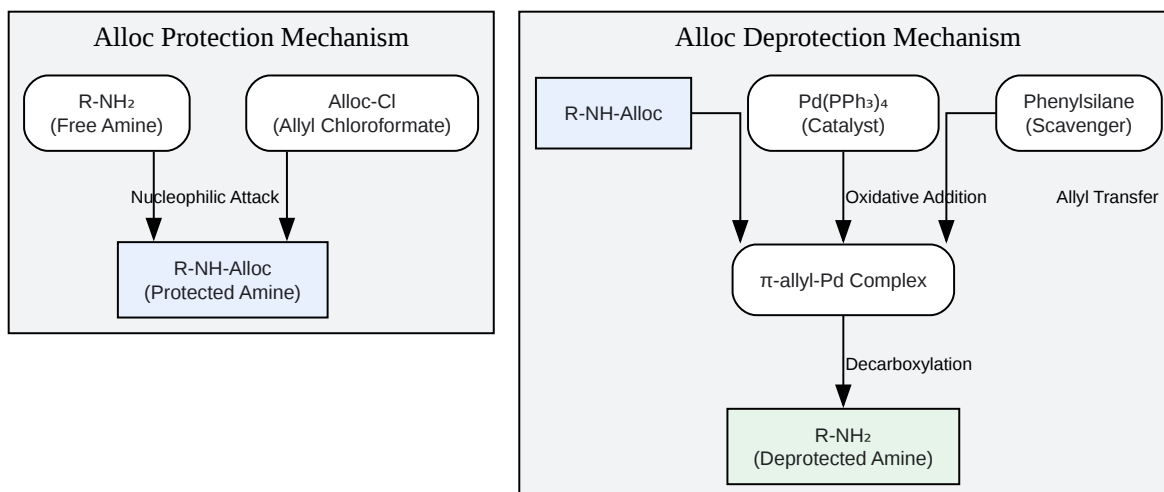 Alloc Protection Mechanism
R-NH₂
(Free Amine)
Alloc-Cl
(Allyl Chloroformate)
Nucleophilic Attack
R-NH-Alloc
(Protected Amine)
Alloc Deprotection Mechanism
R-NH-Alloc
Pd(PPh₃)₄
(Catalyst)
Phenylsilane
(Scavenger)
Oxidative Addition
Allyl Transfer
π-allyl-Pd Complex
Decarboxylation
R-NH₂
(Deprotected Amine)